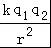 k q₁ q₂
r²